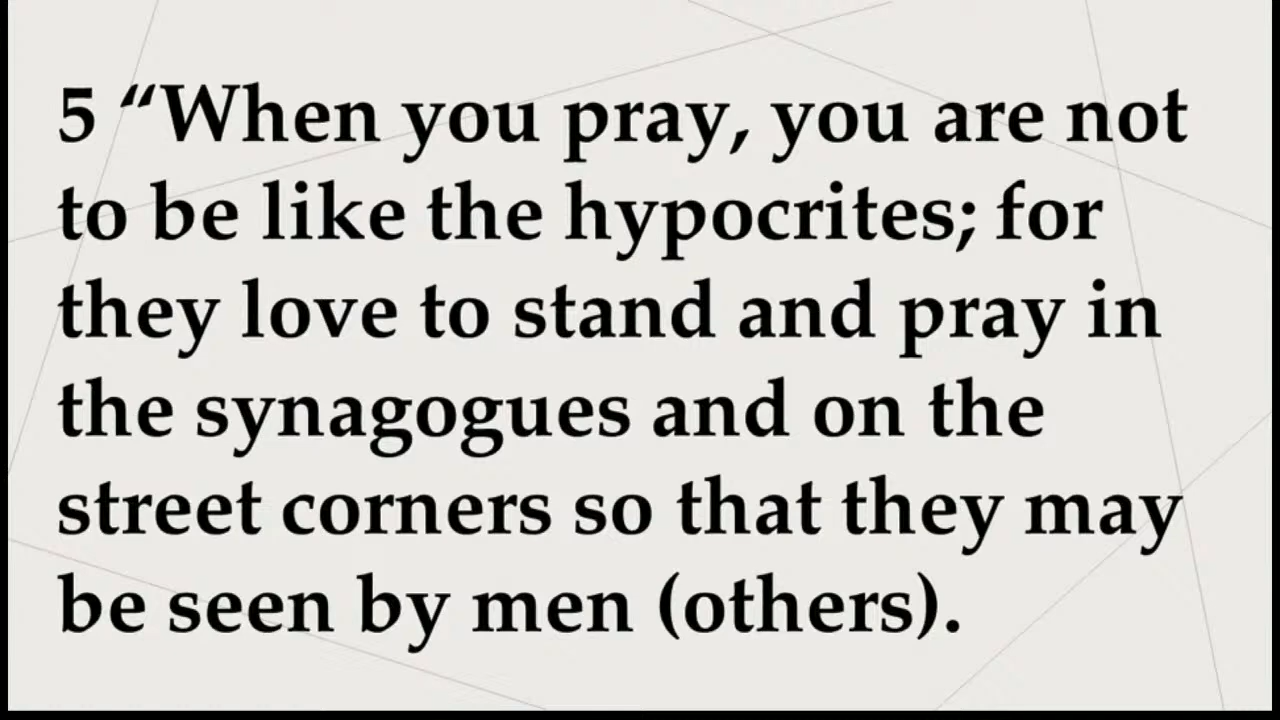 5 “When you pray, you are not
to be like the hypocrites; for
they love to stand and pray in
the synagogues and on the
street corners so that they may
be seen by men (others).